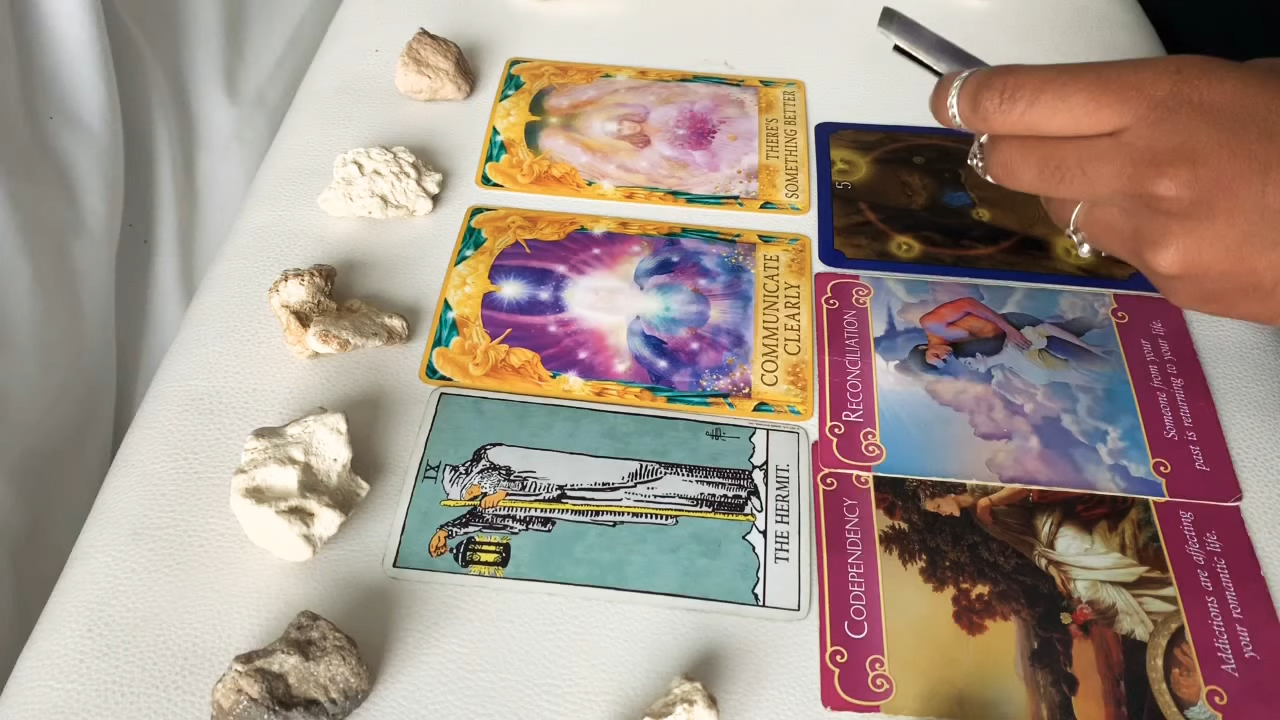 THERE'S
SOMETHING BETTER
COMMUNICATE
CLEARLY
IX
THE HERMIT.
5
RECONCILIATION
Someone from your
past is returning to your life.
CODEPENDENCY
Addictions are affecting
your romantic life.